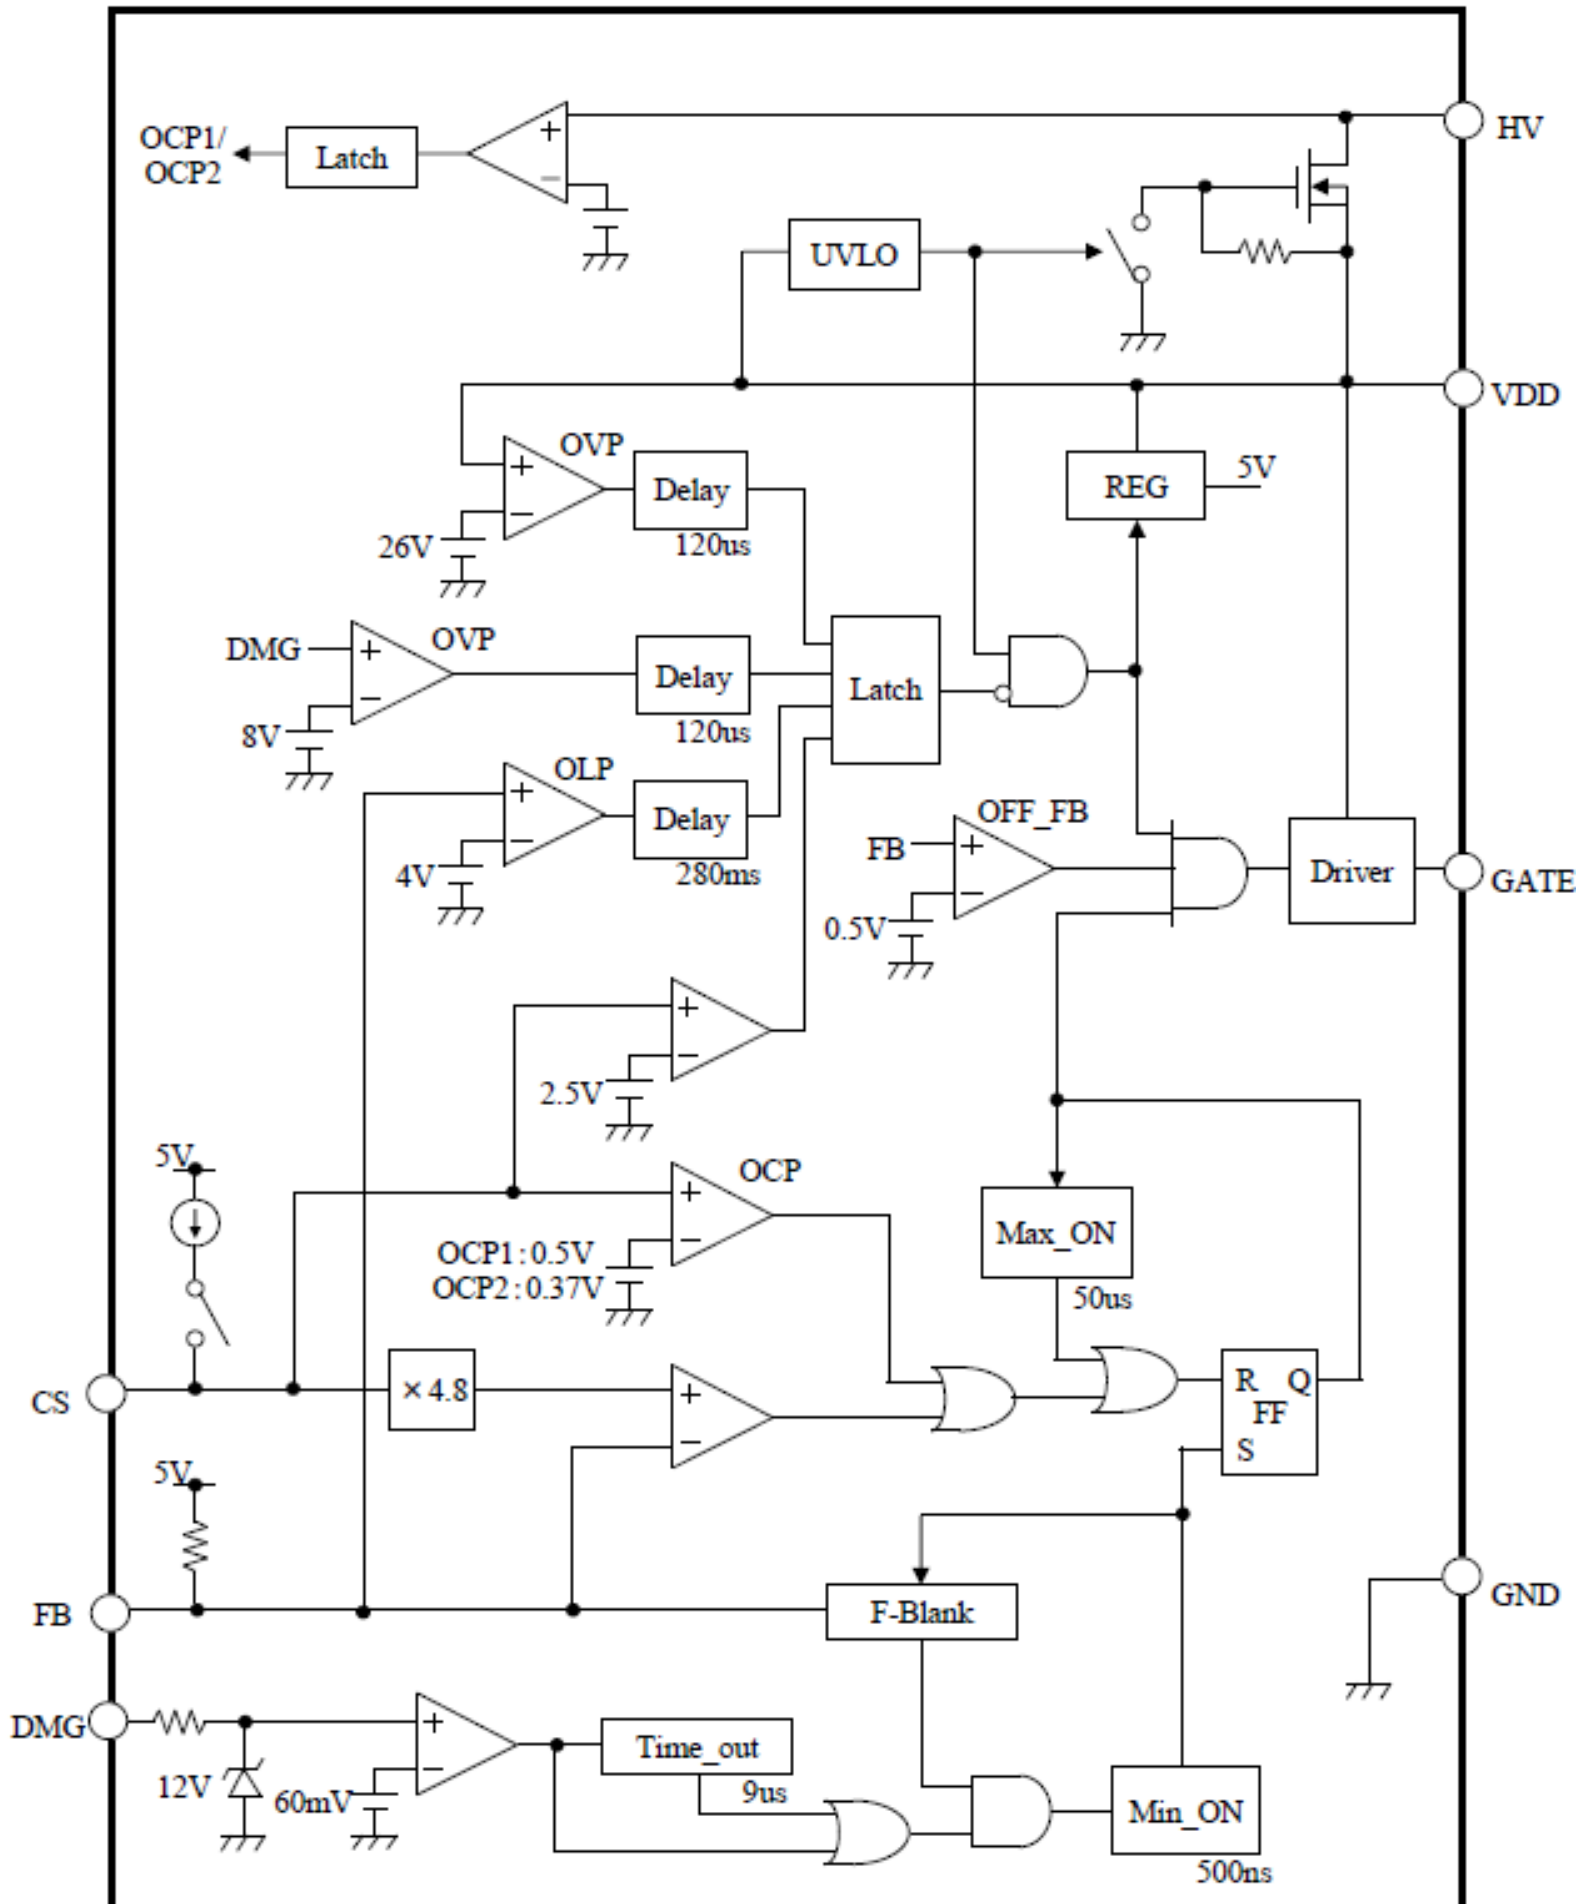 HV
OCP1/
OCP2
Latch
+
−
UVLO
VDD
OVP
+
−
26V
Delay
120us
REG
5V
DMG
OVP
+
−
8V
Delay
120us
Latch
OLP
+
−
4V
Delay
280ms
OFF_FB
FB
+
−
0.5V
Driver
GATE
+
−
2.5V
5V
OCP
+
−
OCP1:0.5V
OCP2:0.37V
Max_ON
50us
CS
×4.8
+
−
R Q
FF
S
5V
FB
F-Blank
GND
DMG
12V
+
−
60mV
Time_out
9us
Min_ON
500ns